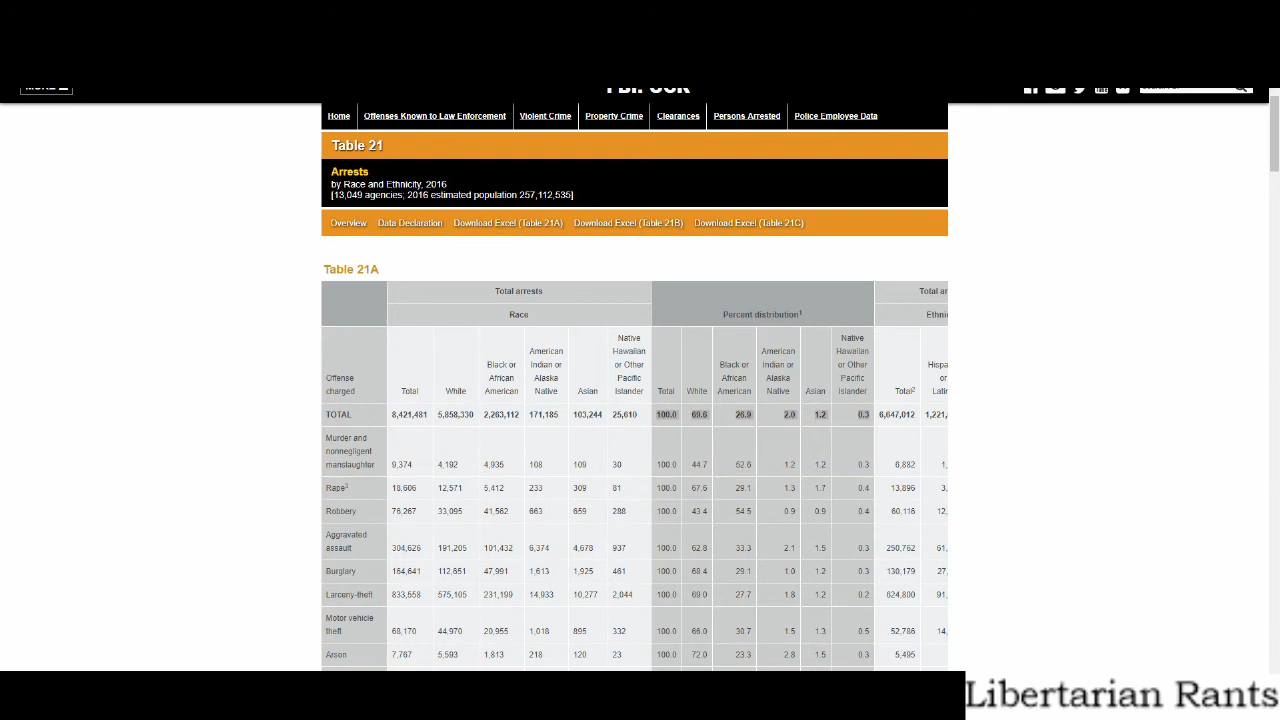 Home Offenses Known to Law Enforcement Violent Crime Property Crime Clearances Persons Arrested Police Employee Data
Table 21
Arrests
by Race and Ethnicity, 2016
[13,049 agencies; 2016 estimated population 257,112,535]
Overview Data Declaration Download Excel (Table 21A) Download Excel (Table 21B) Download Excel (Table 21C)
Table 21A
Total arrests Total ar
Race Percent distribution1 Ethni
Native Native
Hawaiian Hawaiian
American or Other American or Other
Black or Indian or Pacific Black or Indian or Pacific Hispa
Offense African Alaska Islander African Alaska Islander or
charged Total White American Native Asian Total White American Native Asian Total2 Latin
TOTAL 8,421,481 5,858,330 2,263,112 171,185 103,244 25,610 100.0 69.6 26.9 2.0 1.2 0.3 6,647,012 1,221,
Murder and
nonnegligent
manslaughter 9,374 4,192 4,935 108 109 30 100.0 44.7 52.6 1.2 1.2 0.3 6,882 1,
Rape3 18,606 12,571 5,412 233 309 81 100.0 67.6 29.1 1.3 1.7 0.4 13,896 3,
Robbery 76,267 33,095 41,562 663 659 288 100.0 43.4 54.5 0.9 0.9 0.4 60,116 12,
Aggravated
assault 304,626 191,205 101,432 6,374 4,678 937 100.0 62.8 33.3 2.1 1.5 0.3 250,762 61,
Burglary 164,641 112,651 47,991 1,613 1,925 461 100.0 68.4 29.1 1.0 1.2 0.3 130,179 27,
Larceny-theft 833,558 575,105 231,199 14,933 10,277 2,044 100.0 69.0 27.7 1.8 1.2 0.2 624,800 91,
Motor vehicle
theft 68,170 44,970 20,955 1,018 895 332 100.0 66.0 30.7 1.5 1.3 0.5 52,786 14,
Arson 7,767 5,593 1,813 218 120 23 100.0 72.0 23.3 2.8 1.5 0.3 5,495
Libertarian Rants